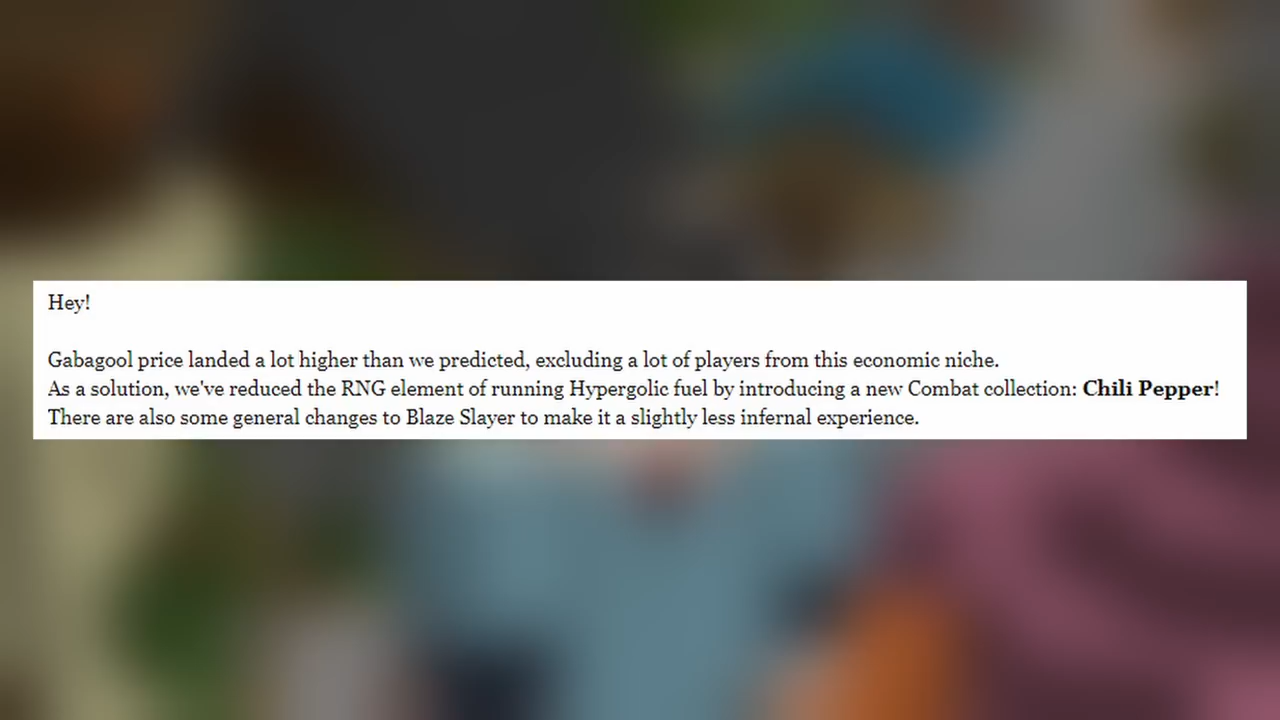 Hey!
Gabagool price landed a lot higher than we predicted, excluding a lot of players from this economic niche.
As a solution, we've reduced the RNG element of running Hypergolic fuel by introducing a new Combat collection: Chili Pepper!
There are also some general changes to Blaze Slayer to make it a slightly less infernal experience.